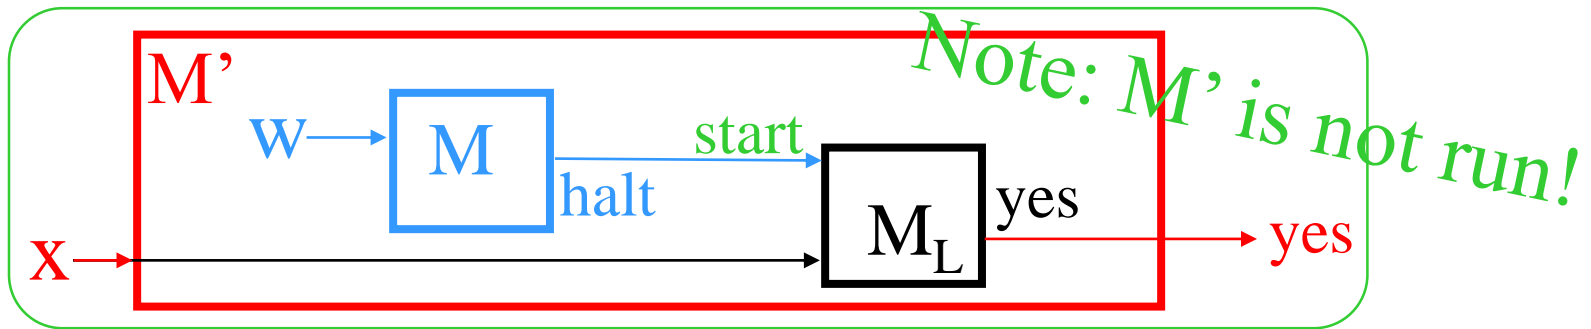 Note: M’ is not run!
M’
w
M
start
halt
yes
M_L
x
yes